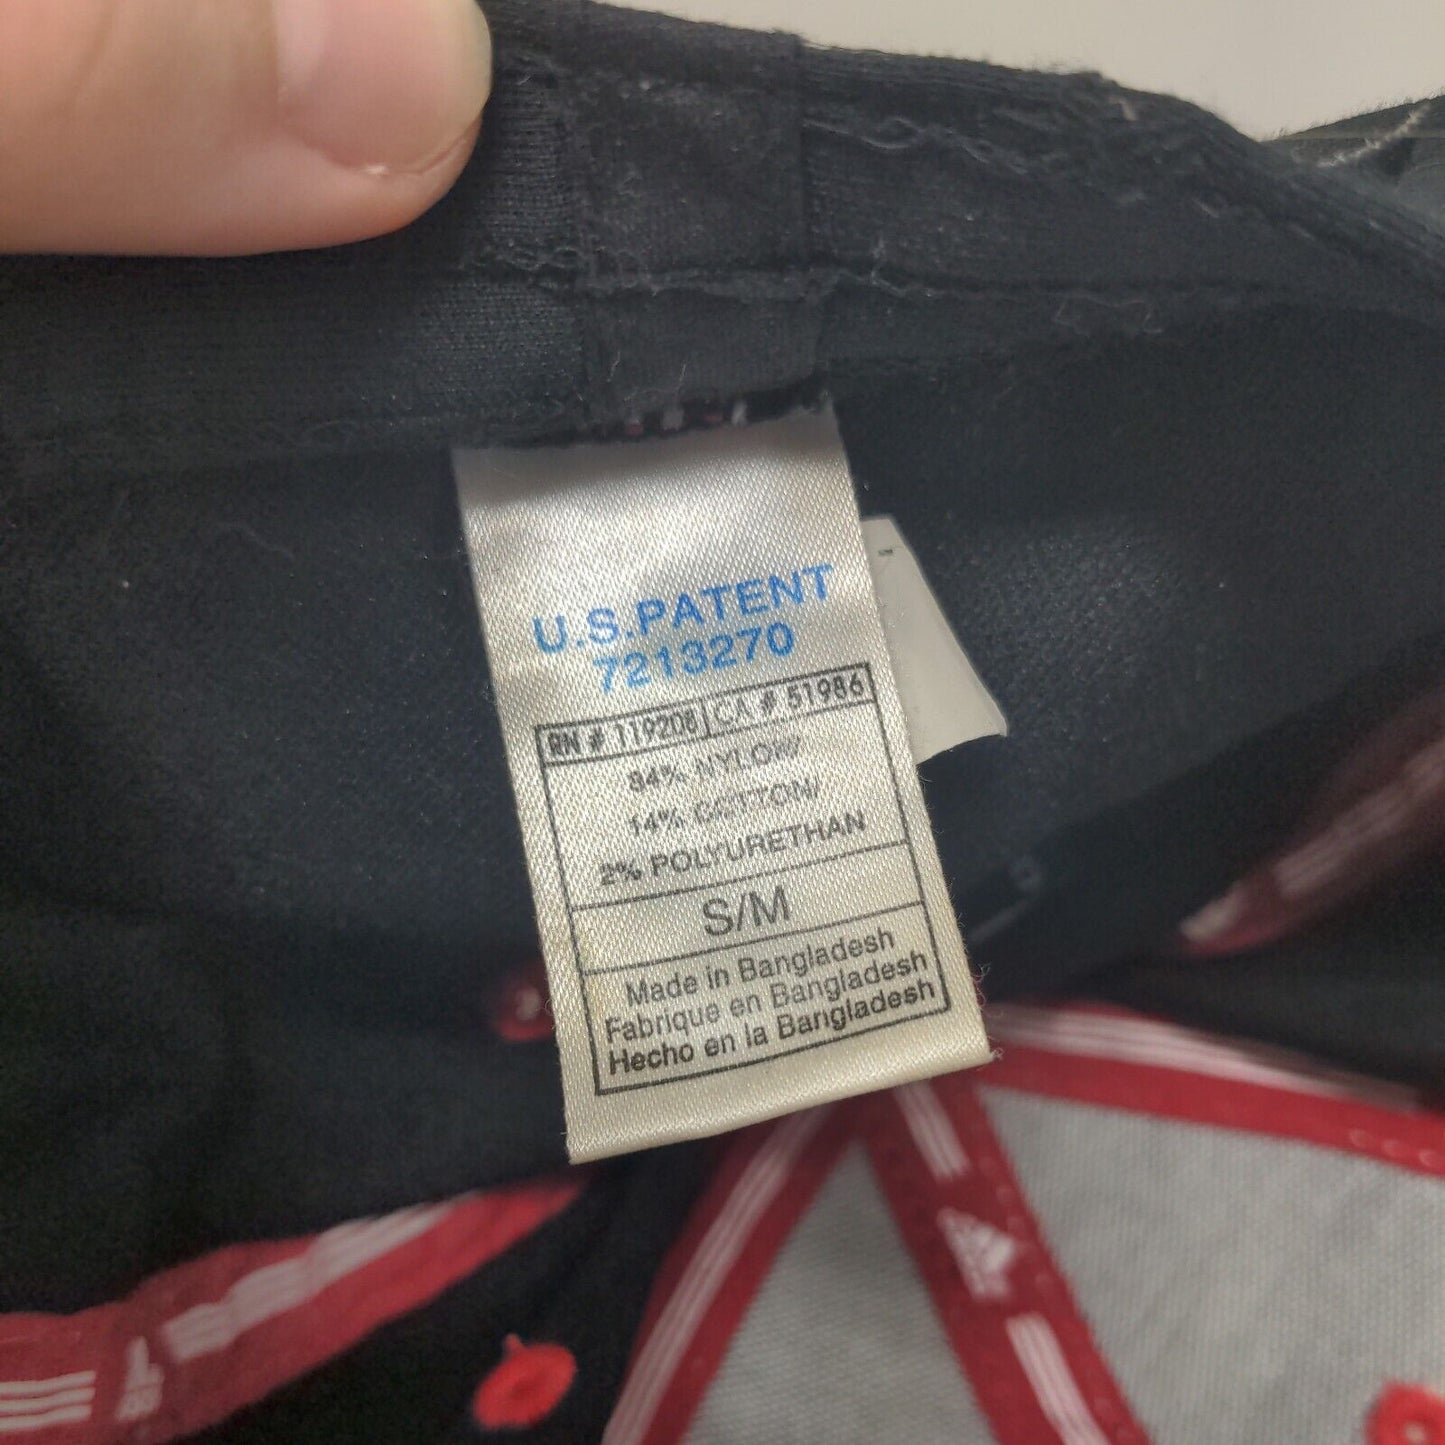 U.S.PATENT
7213270
RN # 119208 CA # 51986
84% NYLON/
14% COTTON/
2% POLYURETHAN
S/M
Made in Bangladesh
Fabrique en Bangladesh
Hecho en la Bangladesh